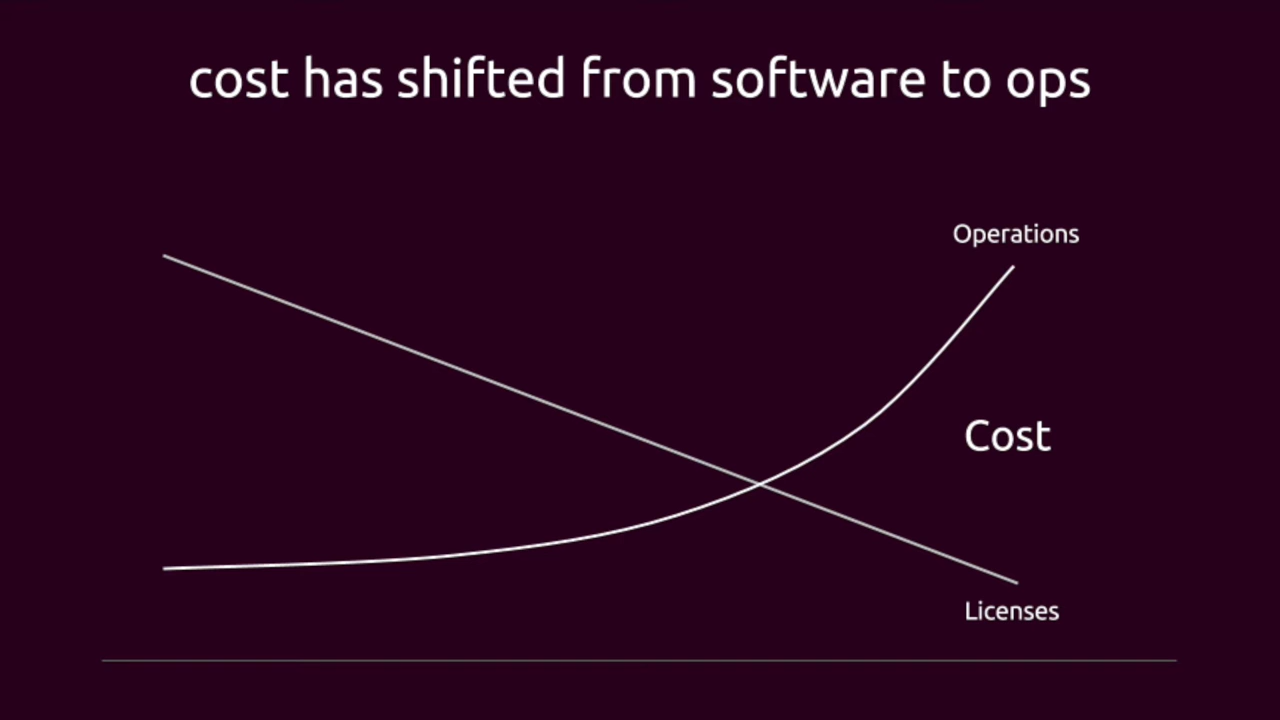 cost has shifted from software to ops
Operations
Cost
Licenses